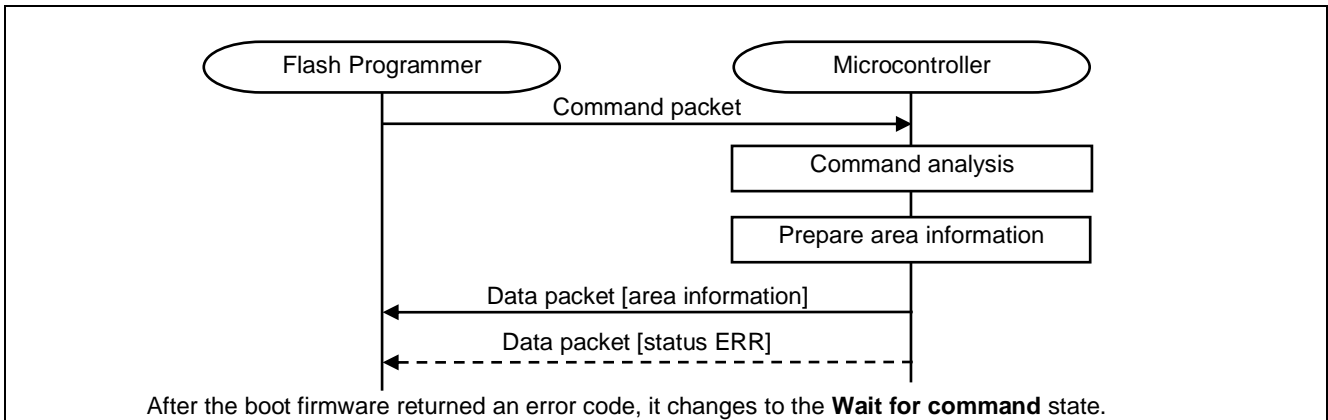 Flash Programmer
Microcontroller
Command packet
Command analysis
Prepare area information
Data packet [area information]
Data packet [status ERR]
After the boot firmware returned an error code, it changes to the Wait for command state.